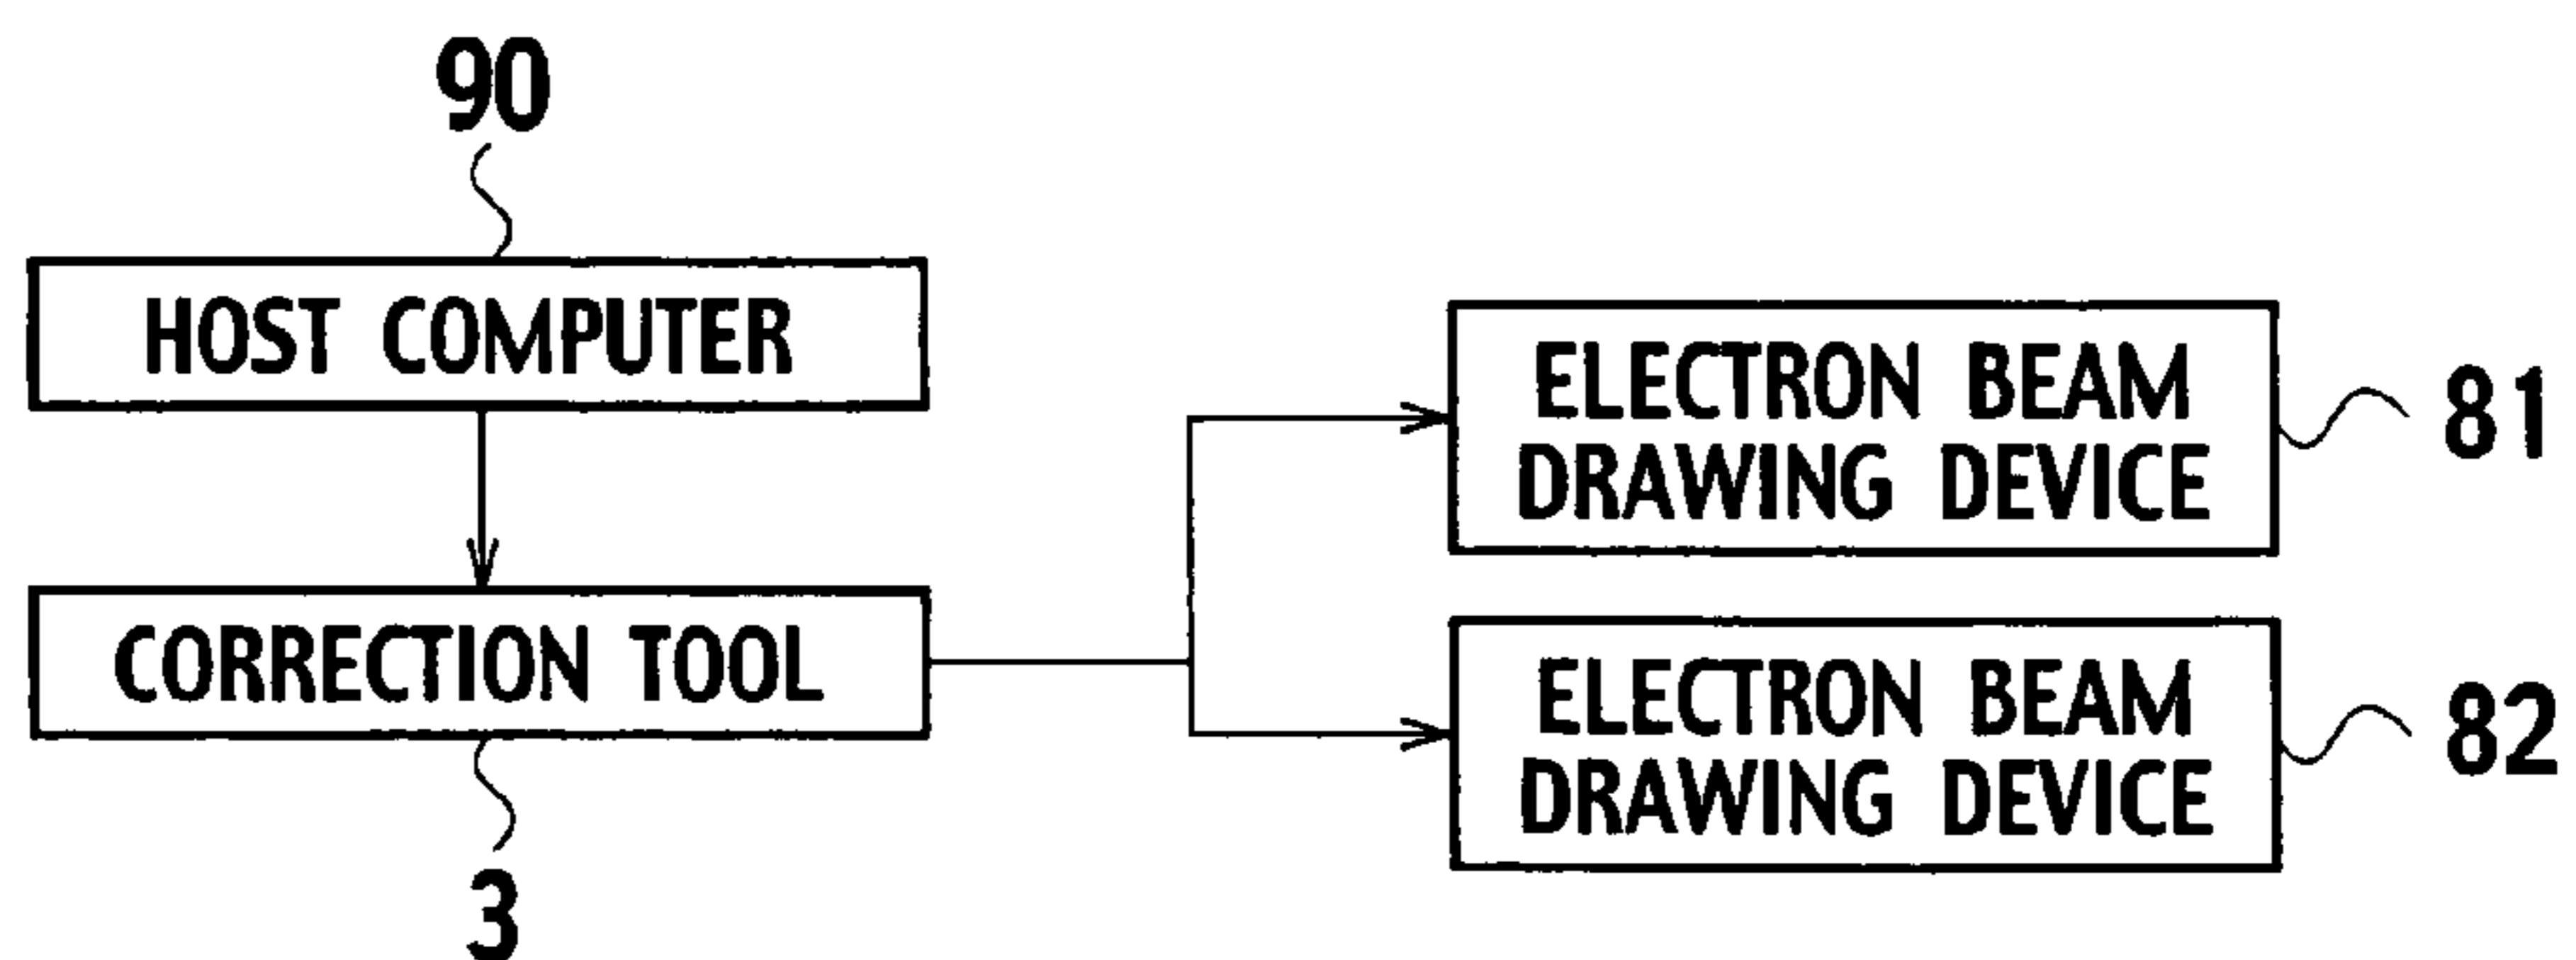 90
HOST COMPUTER
ELECTRON BEAM
DRAWING DEVICE
81
CORRECTION TOOL
ELECTRON BEAM
DRAWING DEVICE
82
3